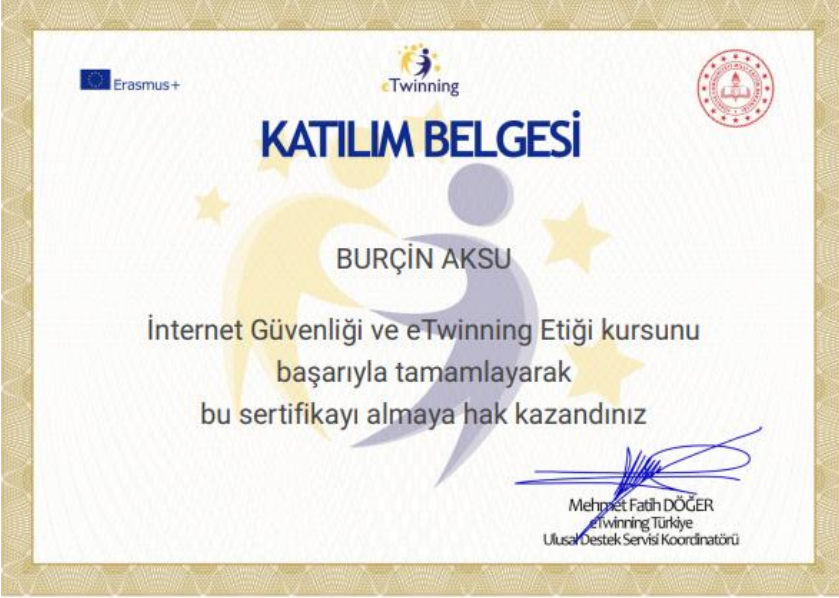 Erasmus+
eTwinning
KATILIM BELGESİ
BURÇİN AKSU
İnternet Güvenliği ve eTwinning Etiği kursunu
başarıyla tamamlayarak
bu sertifikayı almaya hak kazandınız
Mehmet Fatih DÖĞER
eTwinning Türkiye
Ulusal Destek Servisi Koordinatörü